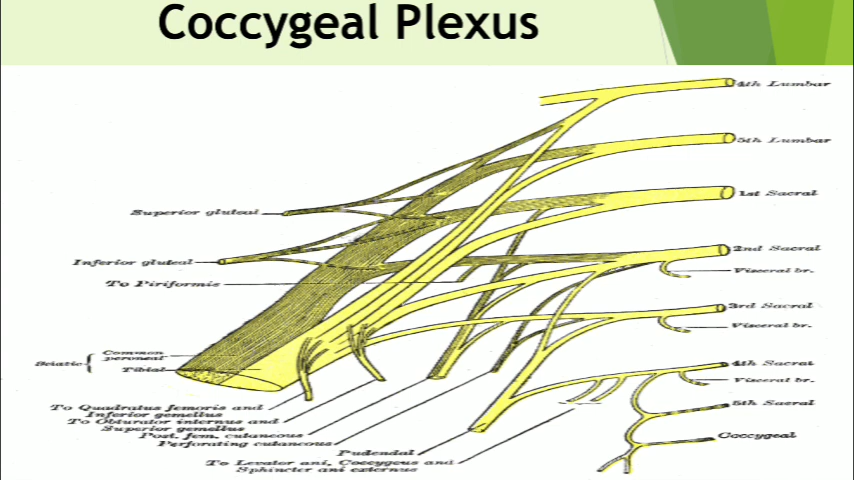 Coccygeal Plexus
4th Lumbar
5th Lumbar
1st Sacral
Superior gluteal
2nd Sacral
Inferior gluteal
Visceral br.
To Piriformis
3rd Sacral
Visceral br.
Common
peroneal
Sciatic
Tibial
4th Sacral
Visceral br.
5th Sacral
To Quadratus femoris and
Inferior gemellus
To Obturator internus and
Superior gemellus
Post. fem. cutaneous
Perforating cutaneous
Coccygeal
Pudendal
To Levator ani, Coccygeus and
Sphincter ani externus